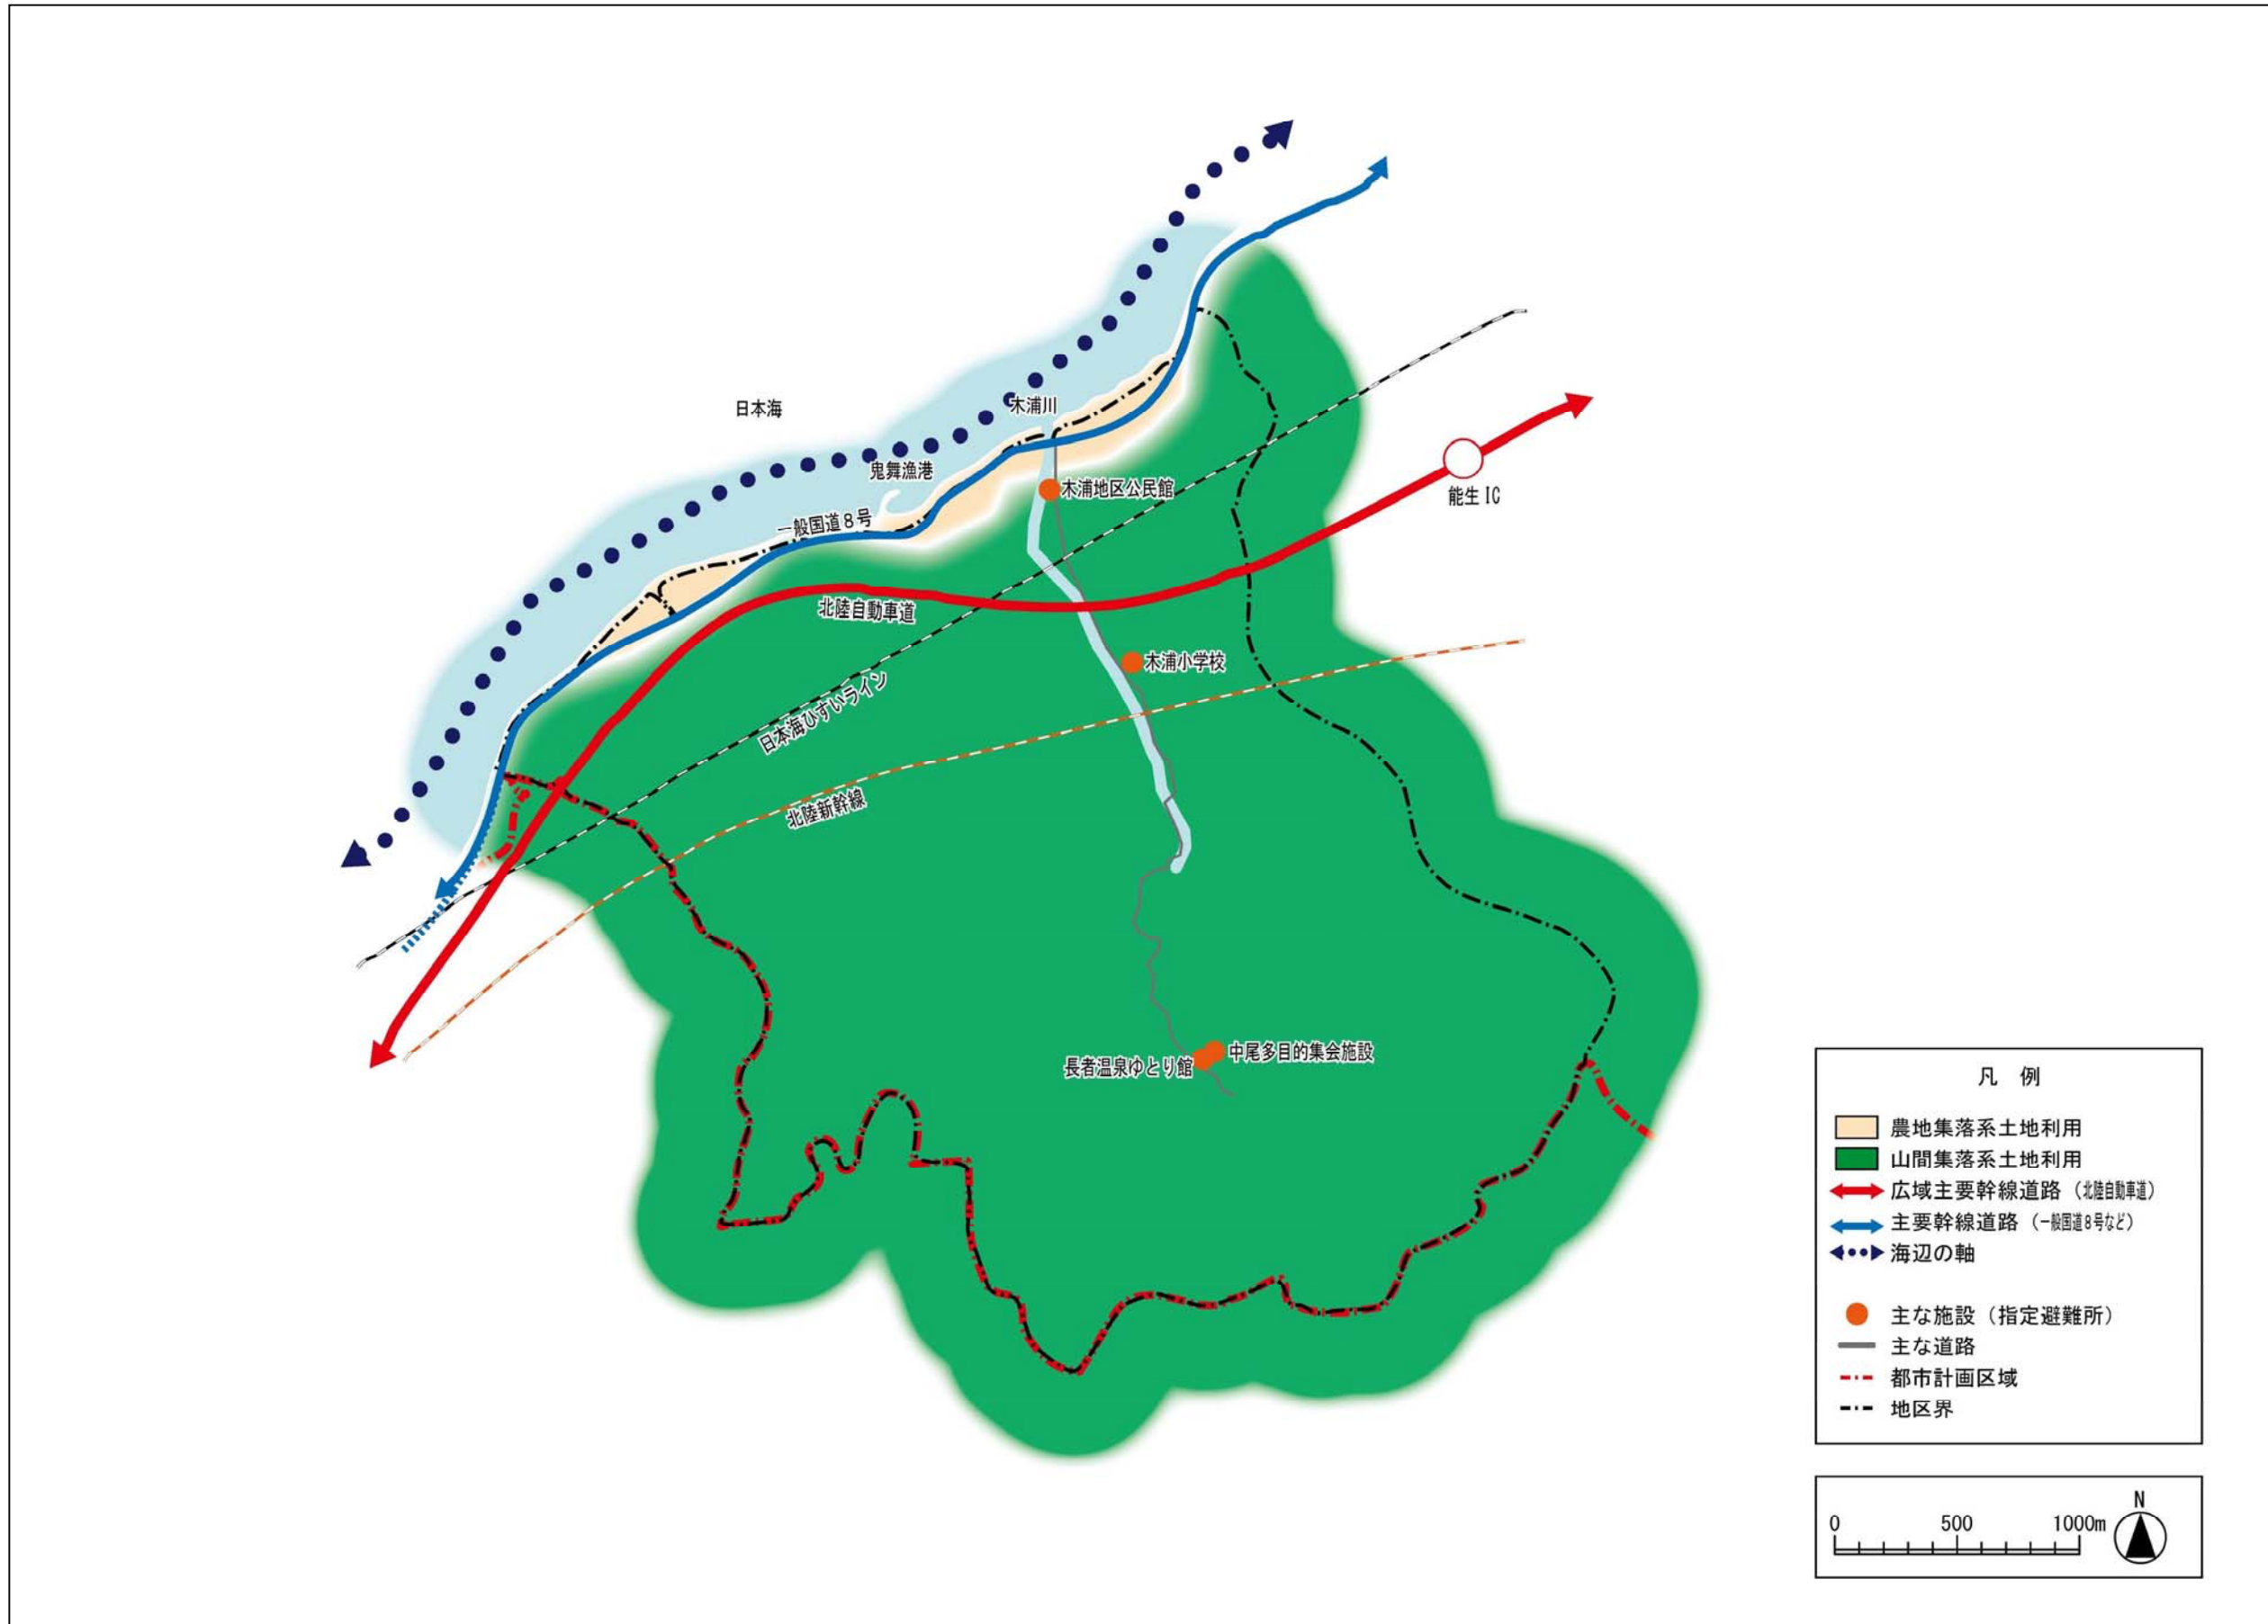 日本海
木浦川
鬼舞漁港
木浦地区公民館
一般国道８号
能生IC
北陸自動車道
木浦小学校
日本海ひすいライン
北陸新幹線
中尾多目的集会施設
長者温泉ゆとり館
凡　例
農地集落系土地利用
山間集落系土地利用
広域主要幹線道路（北陸自動車道）
主要幹線道路（一般国道８号など）
海辺の軸
主な施設（指定避難所）
主な道路
都市計画区域
地区界
N
0 500 1000m